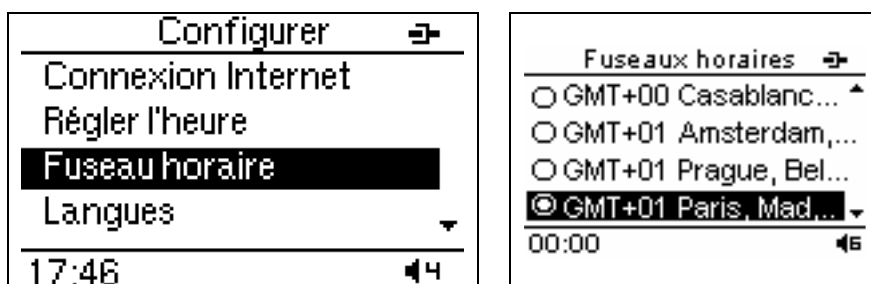 Configurer
Connexion Internet
Régler l'heure
Fuseau horaire
Langues
17:46 4
Fuseaux horaires
GMT+00 Casablanc...
GMT+01 Amsterdam,...
GMT+01 Prague, Bel...
GMT+01 Paris, Mad,..
00:00 6